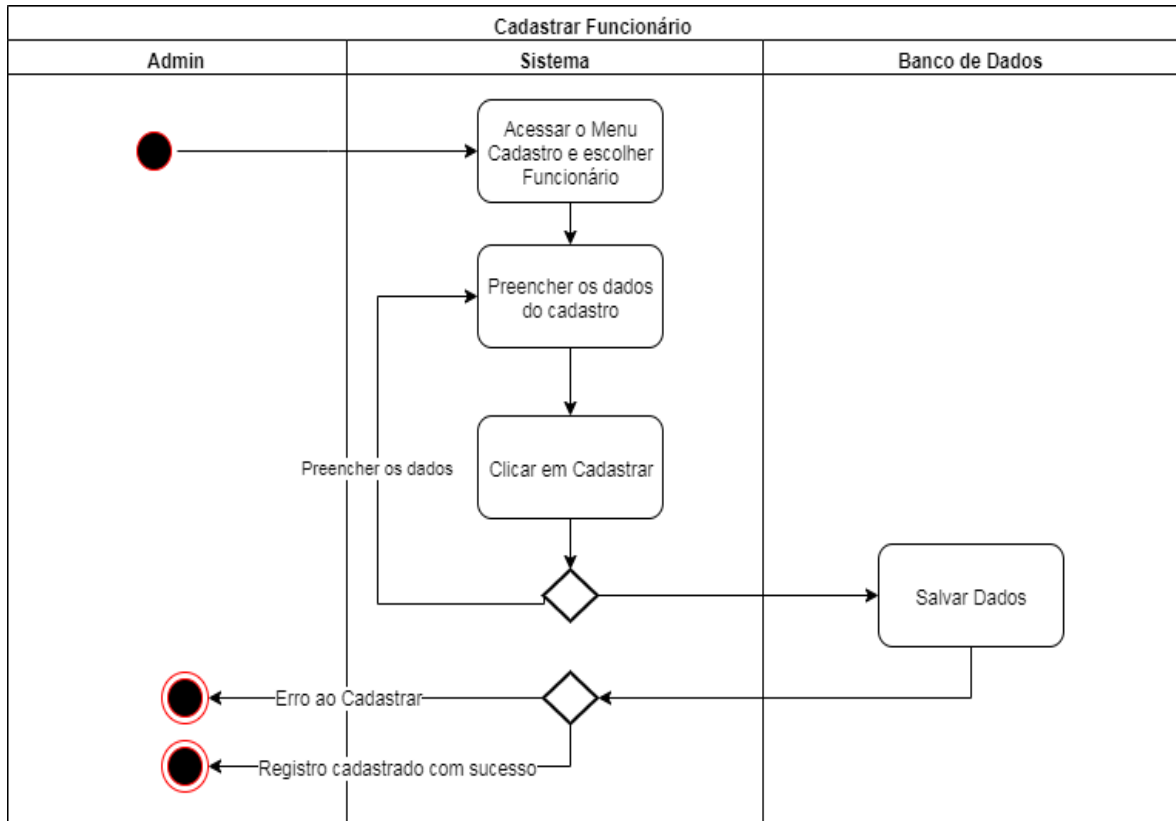 Cadastrar Funcionário
Admin
Sistema
Banco de Dados
Acessar o Menu
Cadastro e escolher
Funcionário
Preencher os dados
do cadastro
Preencher os dados
Clicar em Cadastrar
Salvar Dados
Erro ao Cadastrar
Registro cadastrado com sucesso